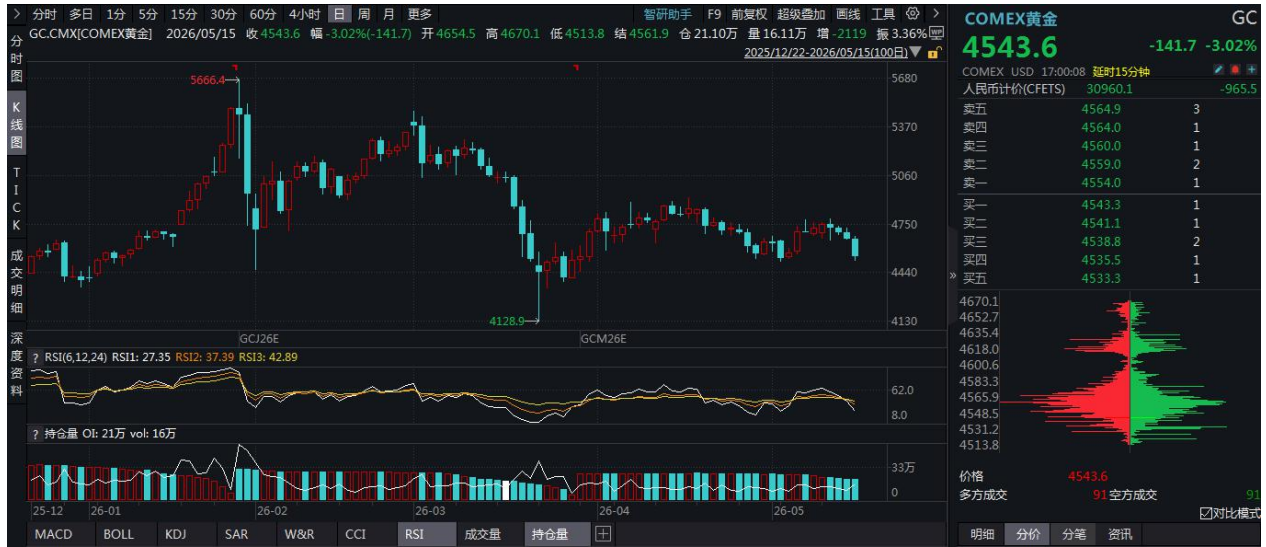 分时 多日 1分 5分 15分 30分 60分 4小时 日 周 月 更多 智研助手 F9 前复权 超级叠加 画线 工具
GC.CMX[COMEX黄金] 2026/05/15 收4543.6 幅-3.02%(-141.7) 开4654.5 高4670.1 低4513.8 结4561.9 仓21.10万 量16.11万 增-2119 振3.36%
2025/12/22-2026/05/15(100日)▼
分时图
K线图
TICK
成交明细
深度资料
5666.4
4128.9
5680
5370
5060
4750
4440
4130
GCJ26E GCM26E
? RSI(6,12,24) RSI1: 27.35 RSI2: 37.39 RSI3: 42.89
62.0
8.0
? 持仓量 OI: 21万 vol: 16万
33万
0
25-12 26-01 26-02 26-03 26-04 26-05
MACD BOLL KDJ SAR W&R CCI RSI 成交量 持仓量
COMEX黄金 GC
4543.6 -141.7 -3.02%
COMEX USD 17:00:08 延时15分钟
人民币计价(CFETS) 30960.1 -965.5
卖五 4564.9 3
卖四 4564.0 1
卖三 4560.0 1
卖二 4559.0 2
卖一 4554.0 1
买一 4543.3 1
买二 4541.1 1
买三 4538.8 2
买四 4535.5 1
买五 4533.3 1
4670.1
4652.7
4635.4
4618.0
4600.6
4583.3
4565.9
4548.5
4531.2
4513.8
价格 4543.6
多方成交 91 空方成交 91
对比模式
明细 分价 分笔 资讯